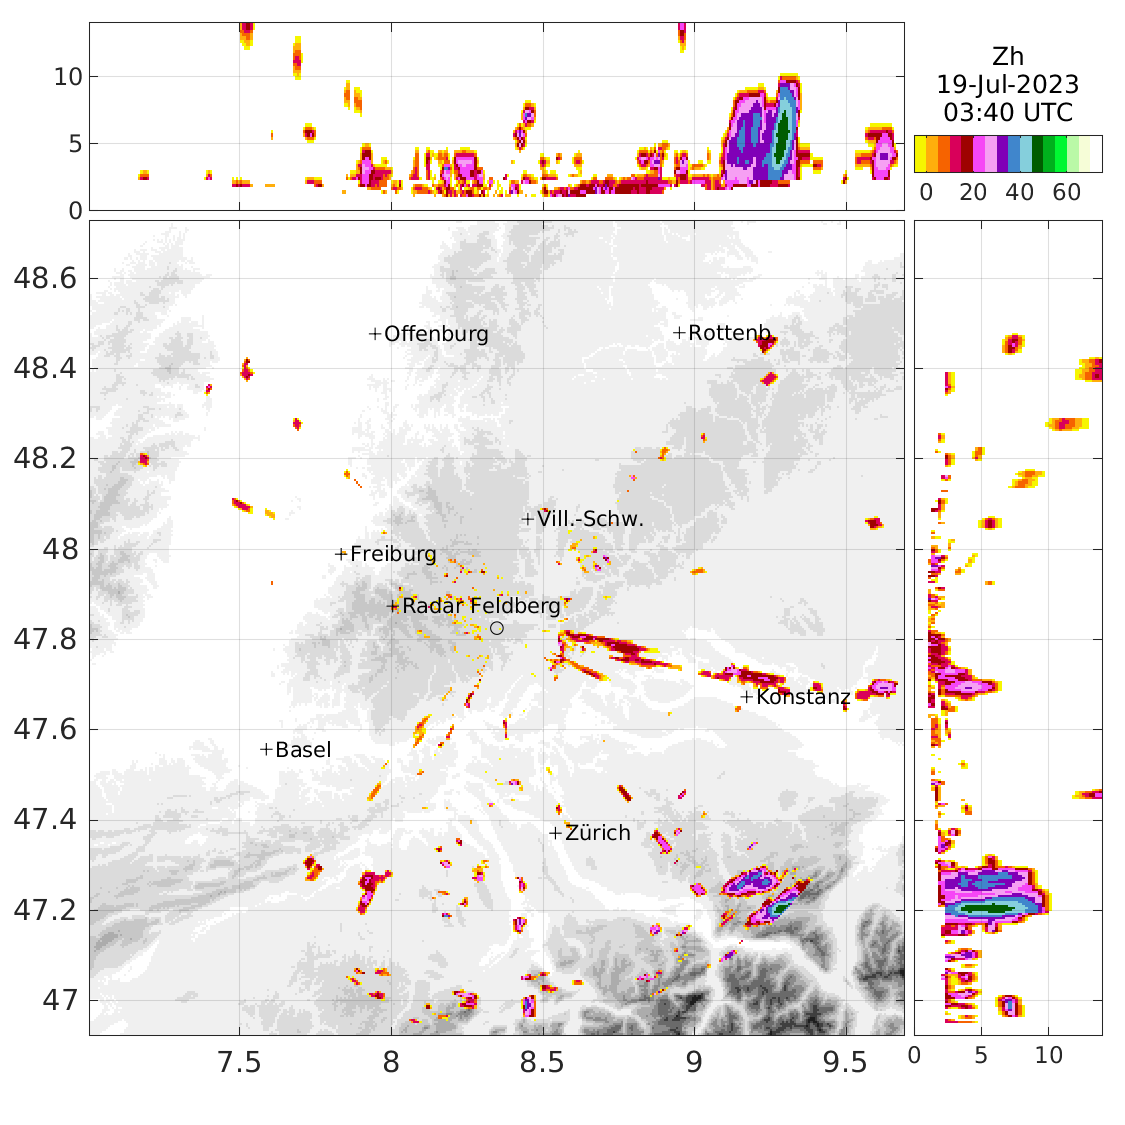 10
5
0
Zh
19-Jul-2023
03:40 UTC
0 20 40 60
48.6
48.4
48.2
48
47.8
47.6
47.4
47.2
47
Offenburg
Rottenb.
Vill.-Schw.
Freiburg
Radar Feldberg
Konstanz
Basel
Zürich
7.5 8 8.5 9 9.5
0 5 10